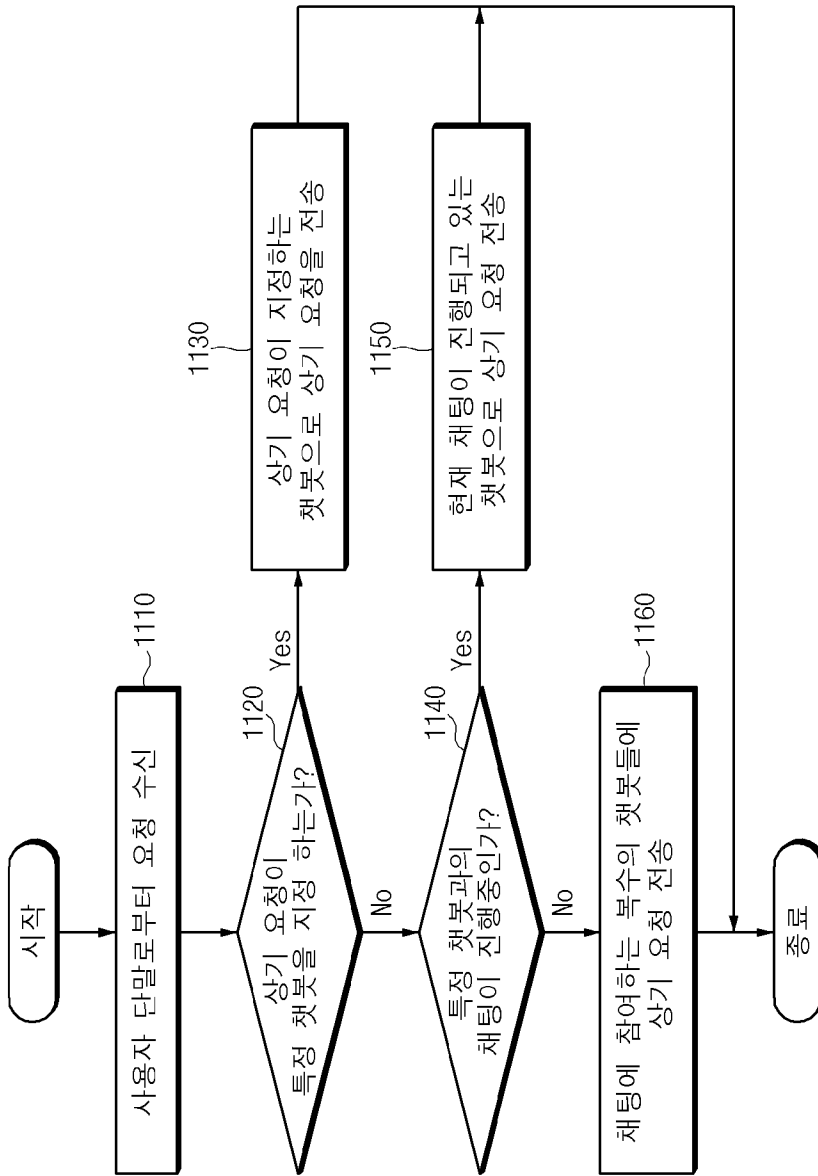 시작
1110
사용자 단말로부터 요청 수신
1120
상기 요청이
특정 챗봇을 지정 하는가?
Yes
1130
상기 요청이 지정하는
챗봇으로 상기 요청을 전송
No
1140
특정 챗봇과의
채팅이 진행중인가?
Yes
1150
현재 채팅이 진행되고 있는
챗봇으로 상기 요청 전송
No
1160
채팅에 참여하는 복수의 챗봇들에
상기 요청 전송
종료